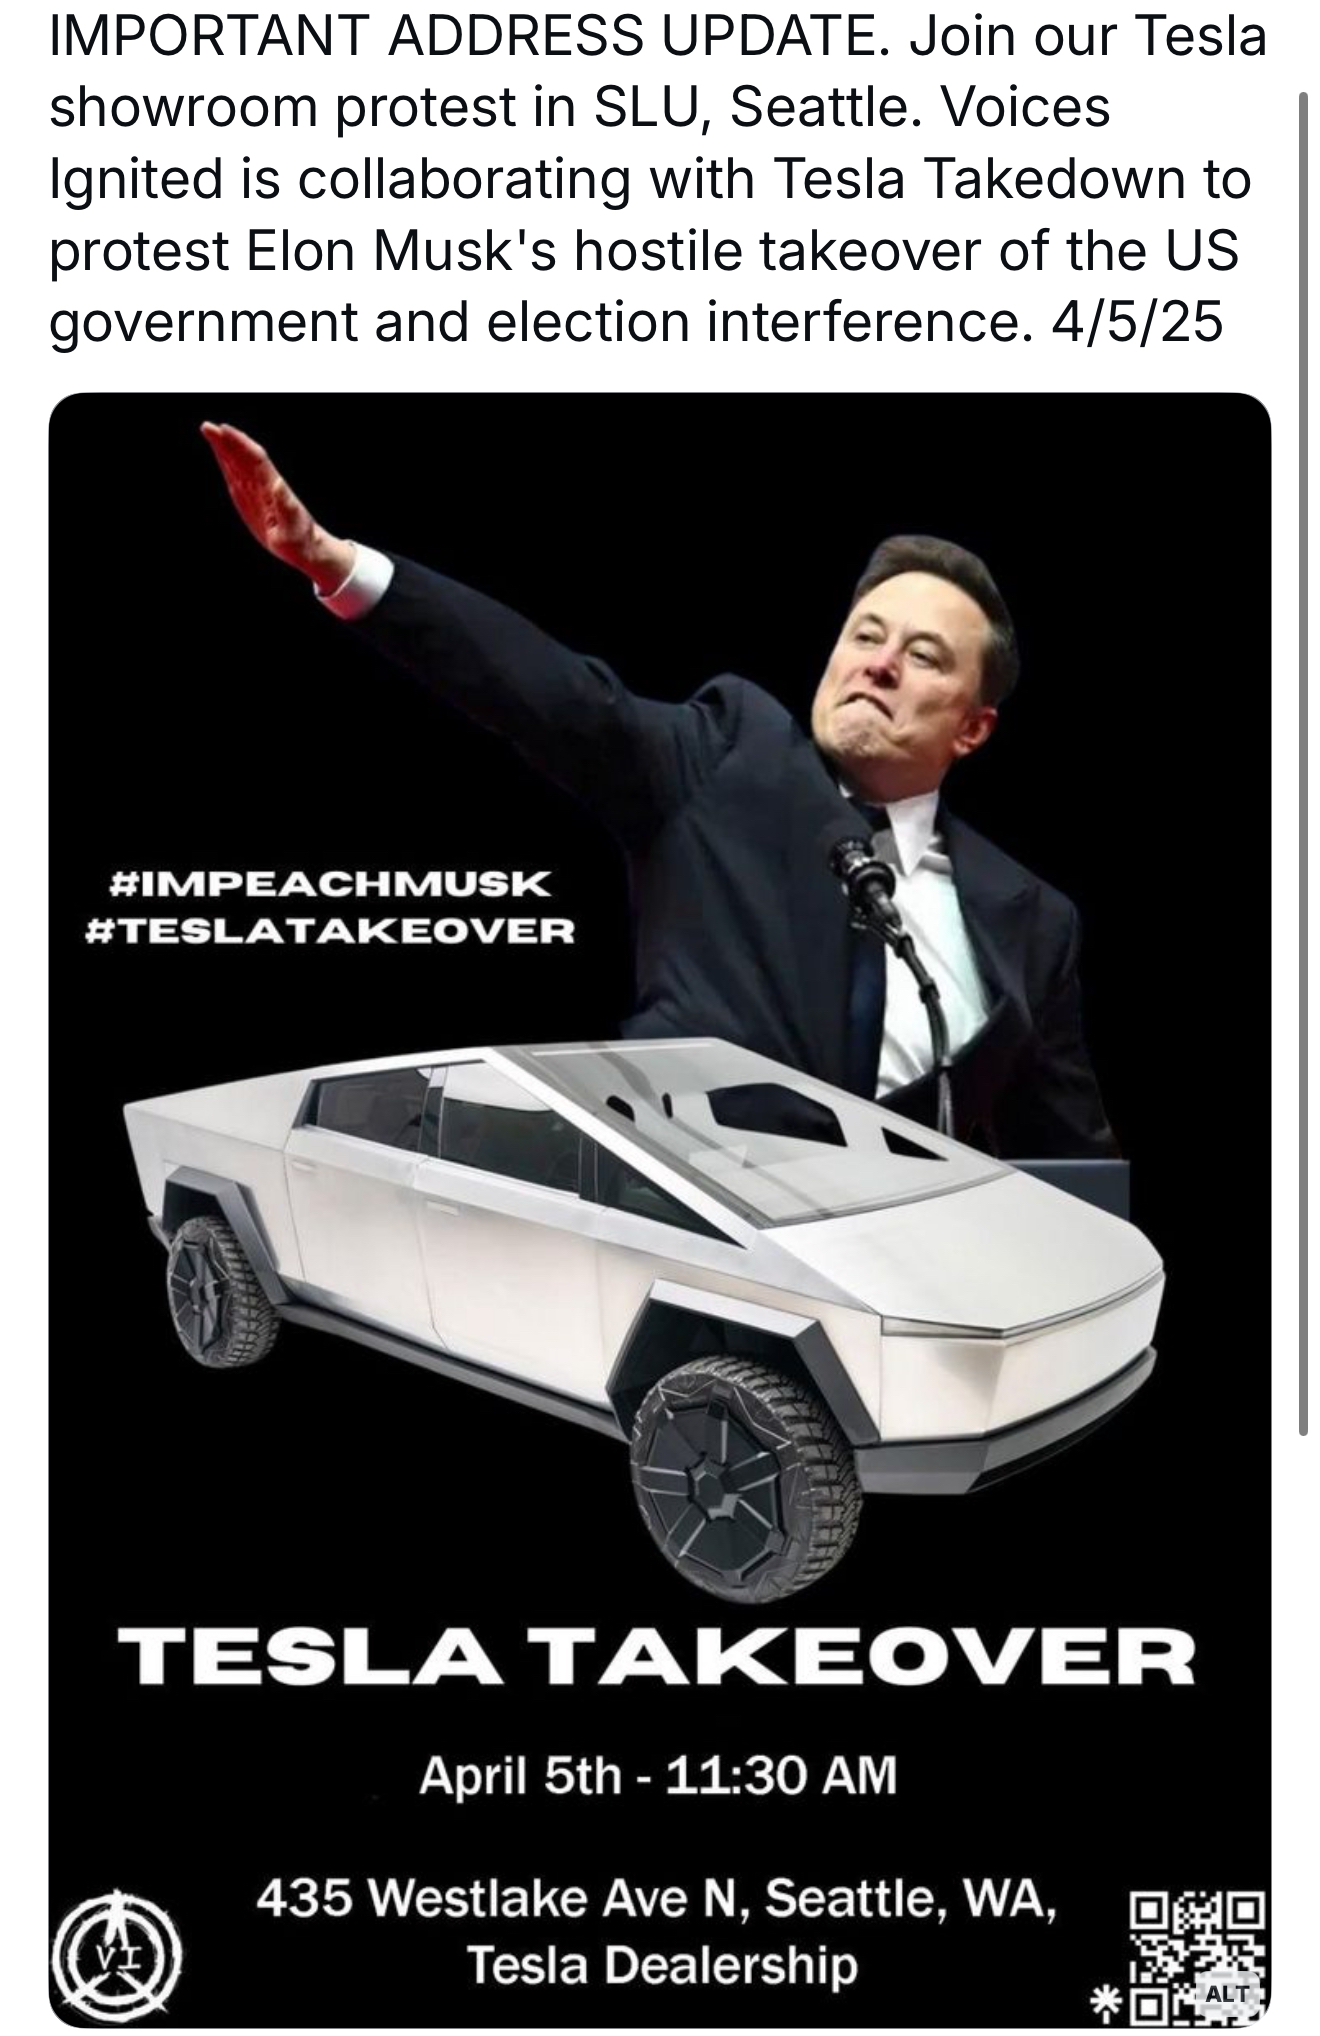 IMPORTANT ADDRESS UPDATE. Join our Tesla
showroom protest in SLU, Seattle. Voices
Ignited is collaborating with Tesla Takedown to
protest Elon Musk's hostile takeover of the US
government and election interference. 4/5/25
#IMPEACHMUSK
#TESLATAKEOVER
TESLA TAKEOVER
April 5th - 11:30 AM
435 Westlake Ave N, Seattle, WA,
Tesla Dealership
VI
ALT